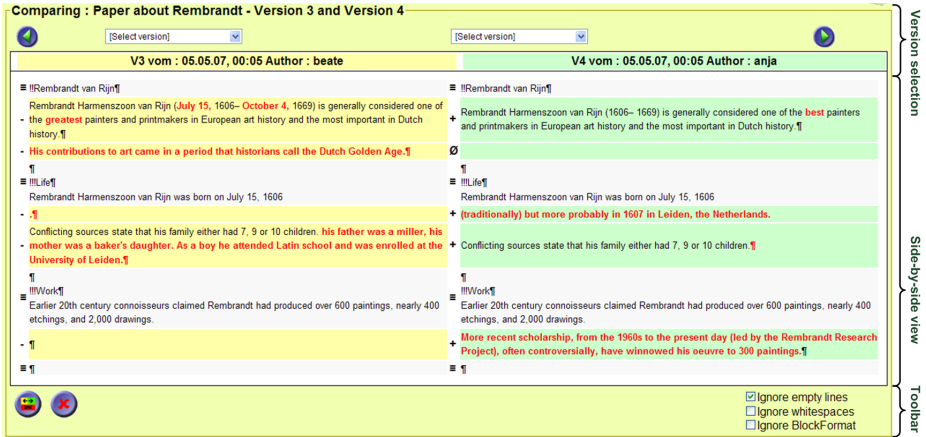 Comparing : Paper about Rembrandt - Version 3 and Version 4
[Select version]
[Select version]
V3 vom : 05.05.07, 00:05 Author : beate
V4 vom : 05.05.07, 00:05 Author : anja
≡ !!Rembrandt van Rijn¶
≡ !!Rembrandt van Rijn¶
Rembrandt Harmenszoon van Rijn (July 15, 1606– October 4, 1669) is generally considered one of
- the greatest painters and printmakers in European art history and the most important in Dutch
history.¶
Rembrandt Harmenszoon van Rijn (1606– 1669) is generally considered one of the best painters
+ and printmakers in European art history and the most important in Dutch history.¶
- His contributions to art came in a period that historians call the Dutch Golden Age.¶
Ø
¶
≡ !!!Life¶
Rembrandt Harmenszoon van Rijn was born on July 15, 1606
¶
≡ !!!Life¶
Rembrandt Harmenszoon van Rijn was born on July 15, 1606
- .¶
+ (traditionally) but more probably in 1607 in Leiden, the Netherlands.
Conflicting sources state that his family either had 7, 9 or 10 children. his father was a miller, his
- mother was a baker's daughter. As a boy he attended Latin school and was enrolled at the
University of Leiden.¶
+ Conflicting sources state that his family either had 7, 9 or 10 children.¶
¶
!!!Work¶
≡ Earlier 20th century connoisseurs claimed Rembrandt had produced over 600 paintings, nearly 400
etchings, and 2,000 drawings.
¶
!!!Work¶
≡ Earlier 20th century connoisseurs claimed Rembrandt had produced over 600 paintings, nearly 400
etchings, and 2,000 drawings.
- ¶
+ More recent scholarship, from the 1960s to the present day (led by the Rembrandt Research
Project), often controversially, have winnowed his oeuvre to 300 paintings.¶
≡ ¶
≡ ¶
Ignore empty lines
Ignore whitespaces
Ignore BlockFormat
Version selection
Side-by-side view
Toolbar